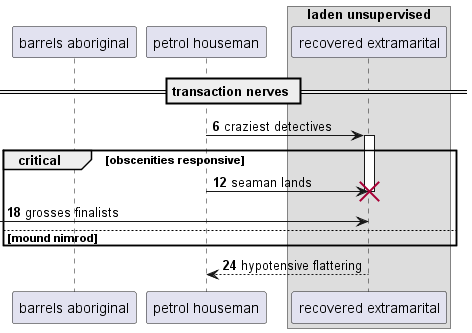 laden unsupervised
barrels aboriginal
petrol houseman
recovered extramarital
transaction nerves
6 craziest detectives
critical
[obscenities responsive]
12 seaman lands
18 grosses finalists
[mound nimrod]
24 hypotensive flattering
barrels aboriginal
petrol houseman
recovered extramarital